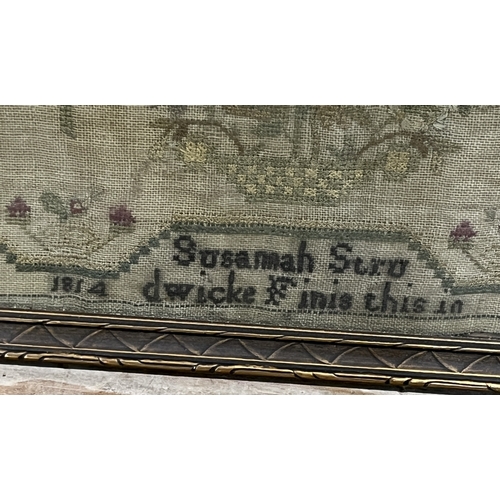 Susannah Stru
1814 dwicke Finis this in